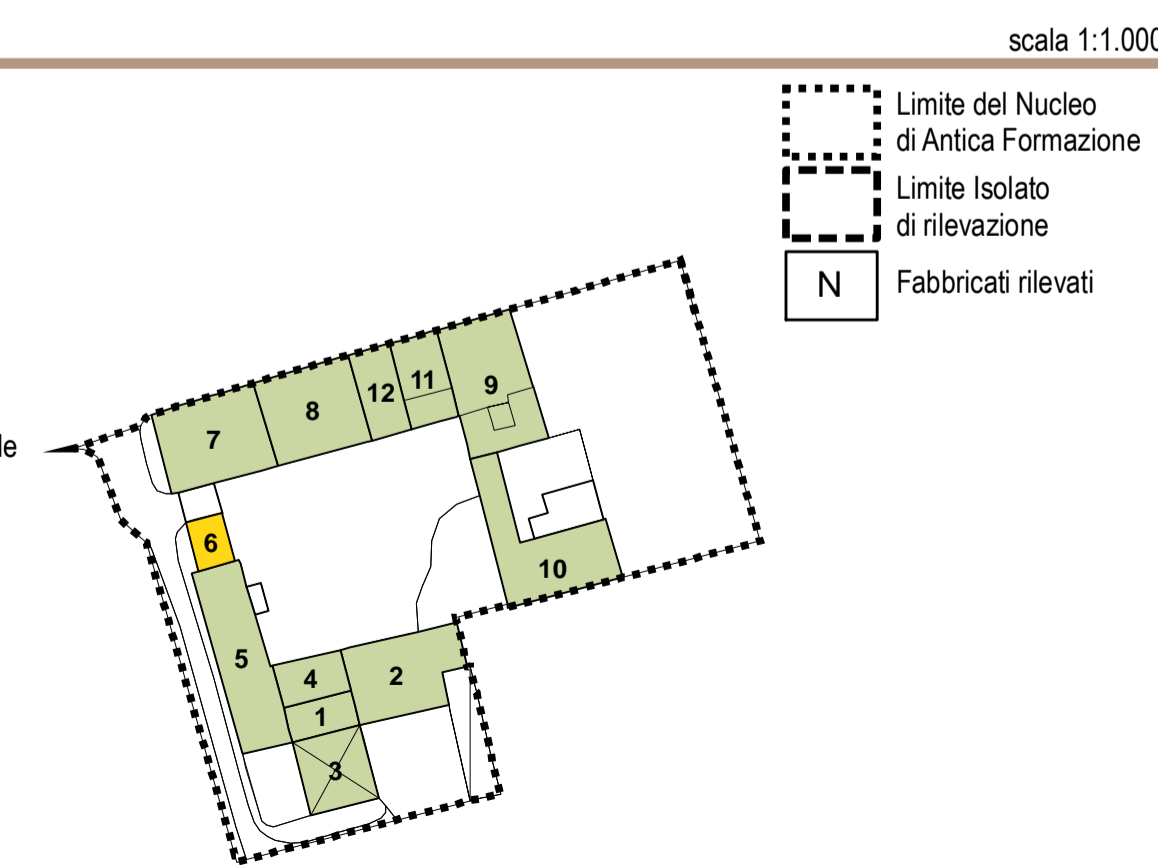 scala 1:1.000
Limite del Nucleo
di Antica Formazione
Limite Isolato
di rilevazione
N
Fabbricati rilevati
9
11
12
8
7
le
6
10
5
2
4
1
3